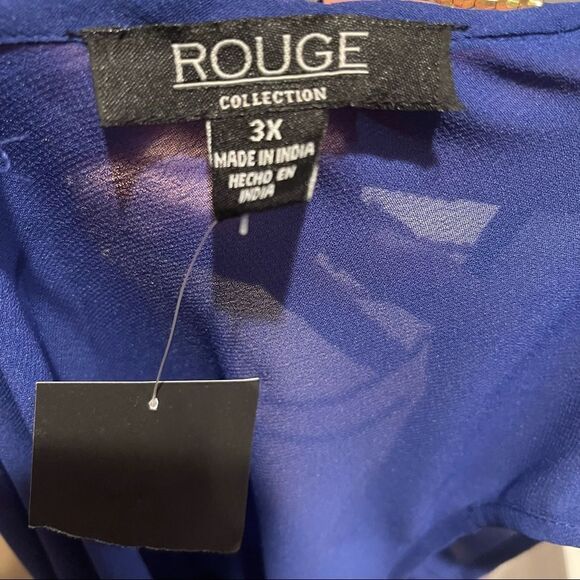 ROUGE
COLLECTION
3X
MADE IN INDIA
HECHO EN
INDIA